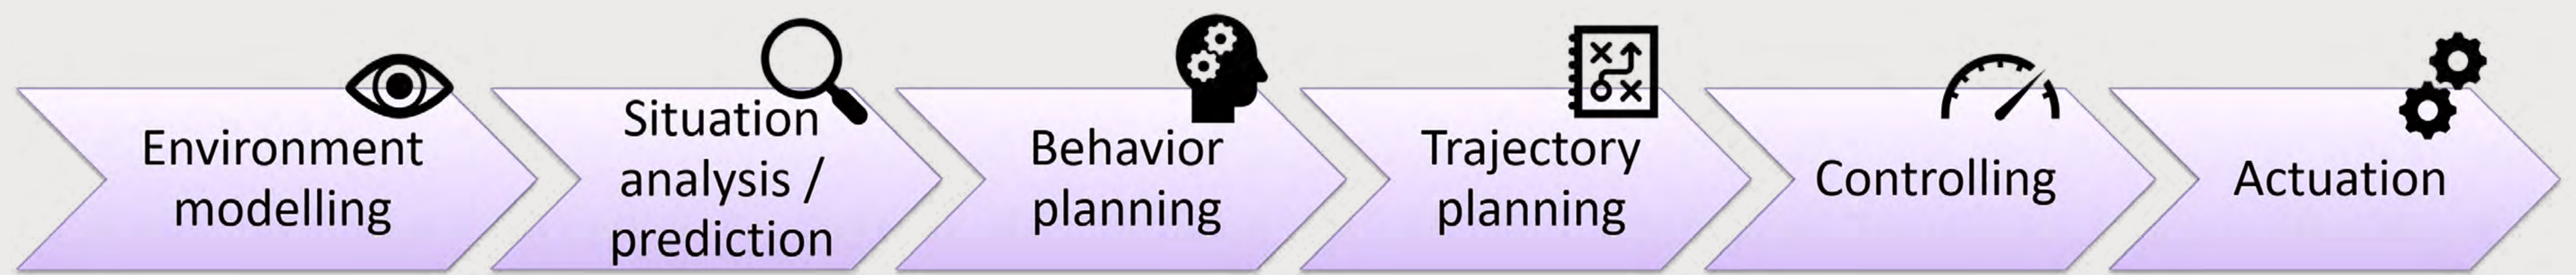 Environment
modelling
Situation
analysis /
prediction
Behavior
planning
Trajectory
planning
Controlling
Actuation